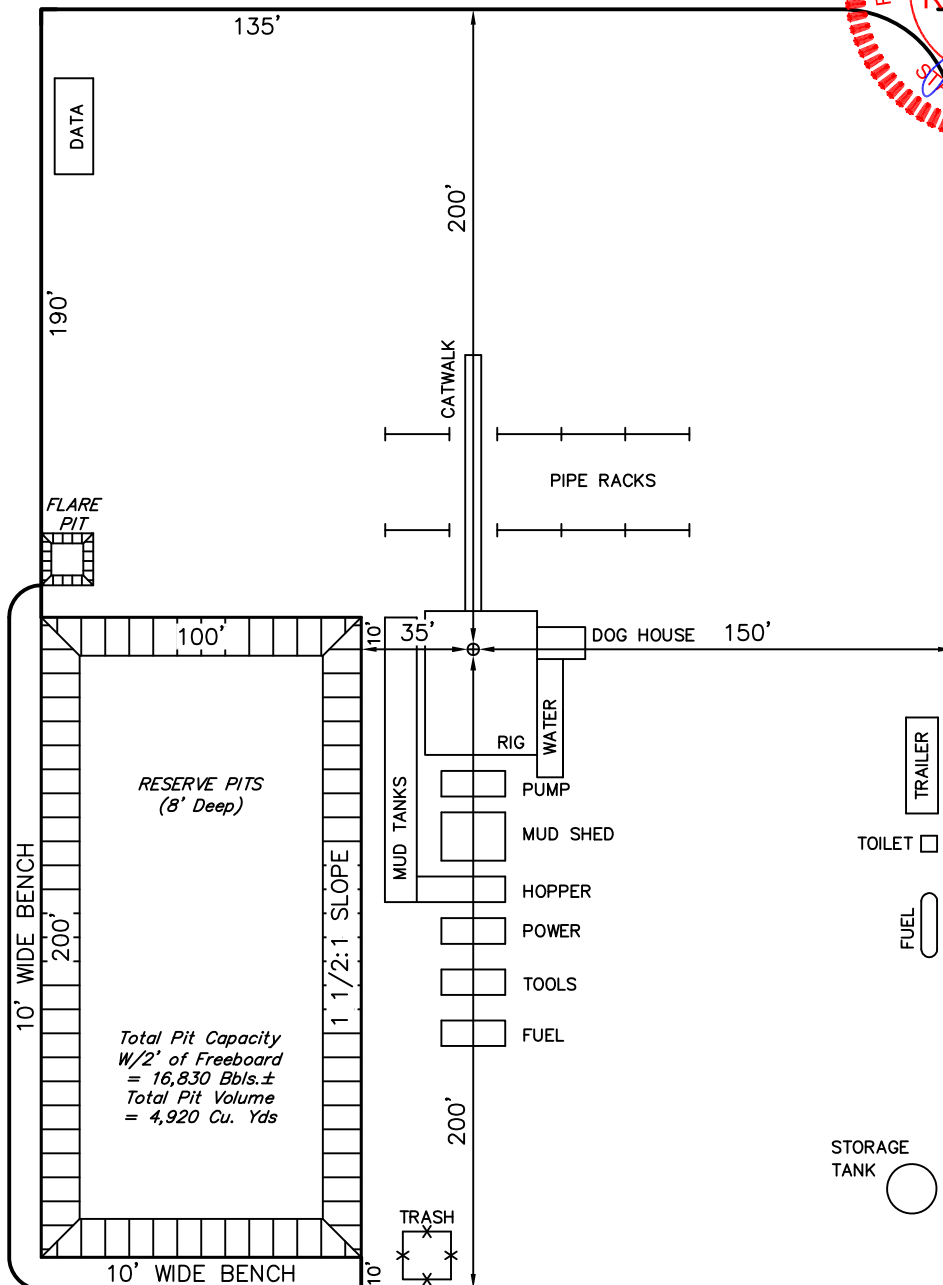 135'
DATA
200'
190'
CATWALK
PIPE RACKS
FLARE
PIT
100'
10'
35'
DOG HOUSE
150'
RIG
WATER
PUMP
MUD SHED
MUD TANKS
HOPPER
POWER
TOOLS
FUEL
TRAILER
TOILET
FUEL
RESERVE PITS
(8' Deep)
10' WIDE BENCH
200'
1 1/2:1 SLOPE
Total Pit Capacity
W/2' of Freeboard
= 16,830 Bbls.±
Total Pit Volume
= 4,920 Cu. Yds
200'
STORAGE
TANK
TRASH
10' WIDE BENCH
10'